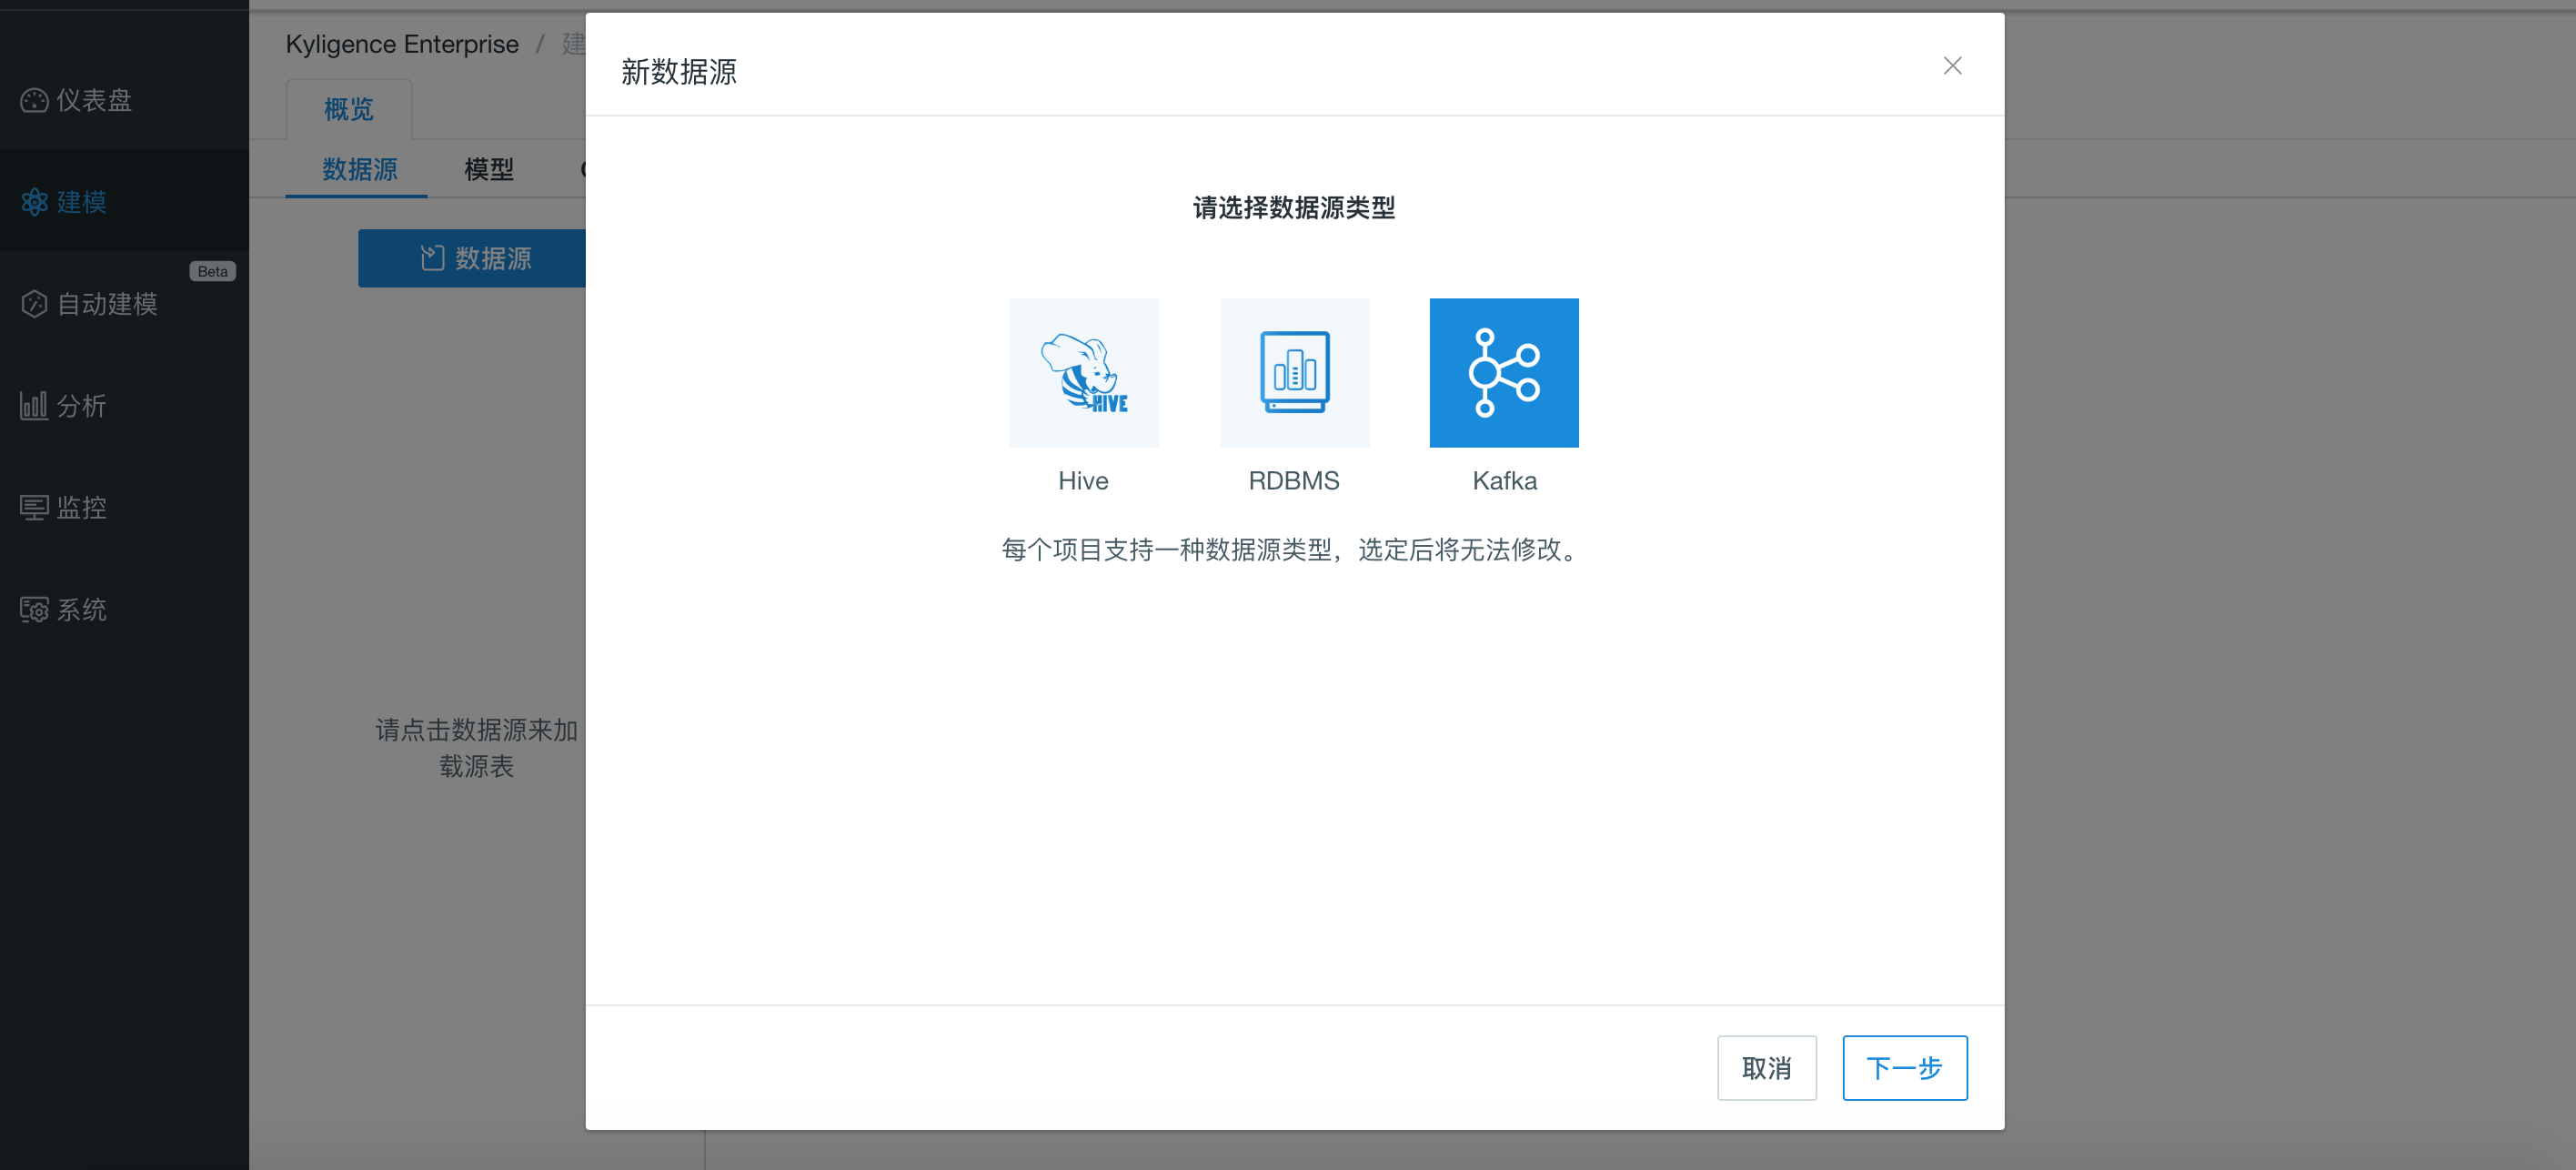 Kyligence Enterprise / 建
新数据源
仪表盘
概览
数据源 模型
建模
请选择数据源类型
数据源
Beta
自动建模
HIVE
分析
Hive RDBMS Kafka
监控
每个项目支持一种数据源类型，选定后将无法修改。
系统
请点击数据源来加
载源表
取消 下一步